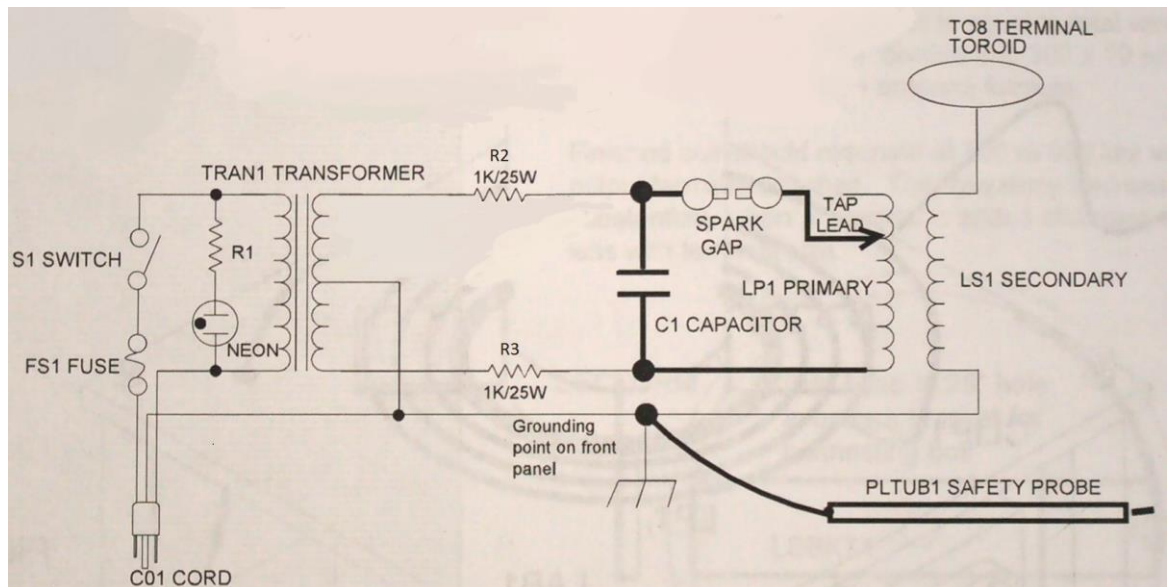 TO8 TERMINAL
TOROID
R2
1K/25W
TRAN1 TRANSFORMER
R1
S1 SWITCH
SPARK
GAP
TAP
LEAD
LP1 PRIMARY
LS1 SECONDARY
C1 CAPACITOR
NEON
FS1 FUSE
R3
1K/25W
Grounding
point on front
panel
PLTUB1 SAFETY PROBE
C01 CORD